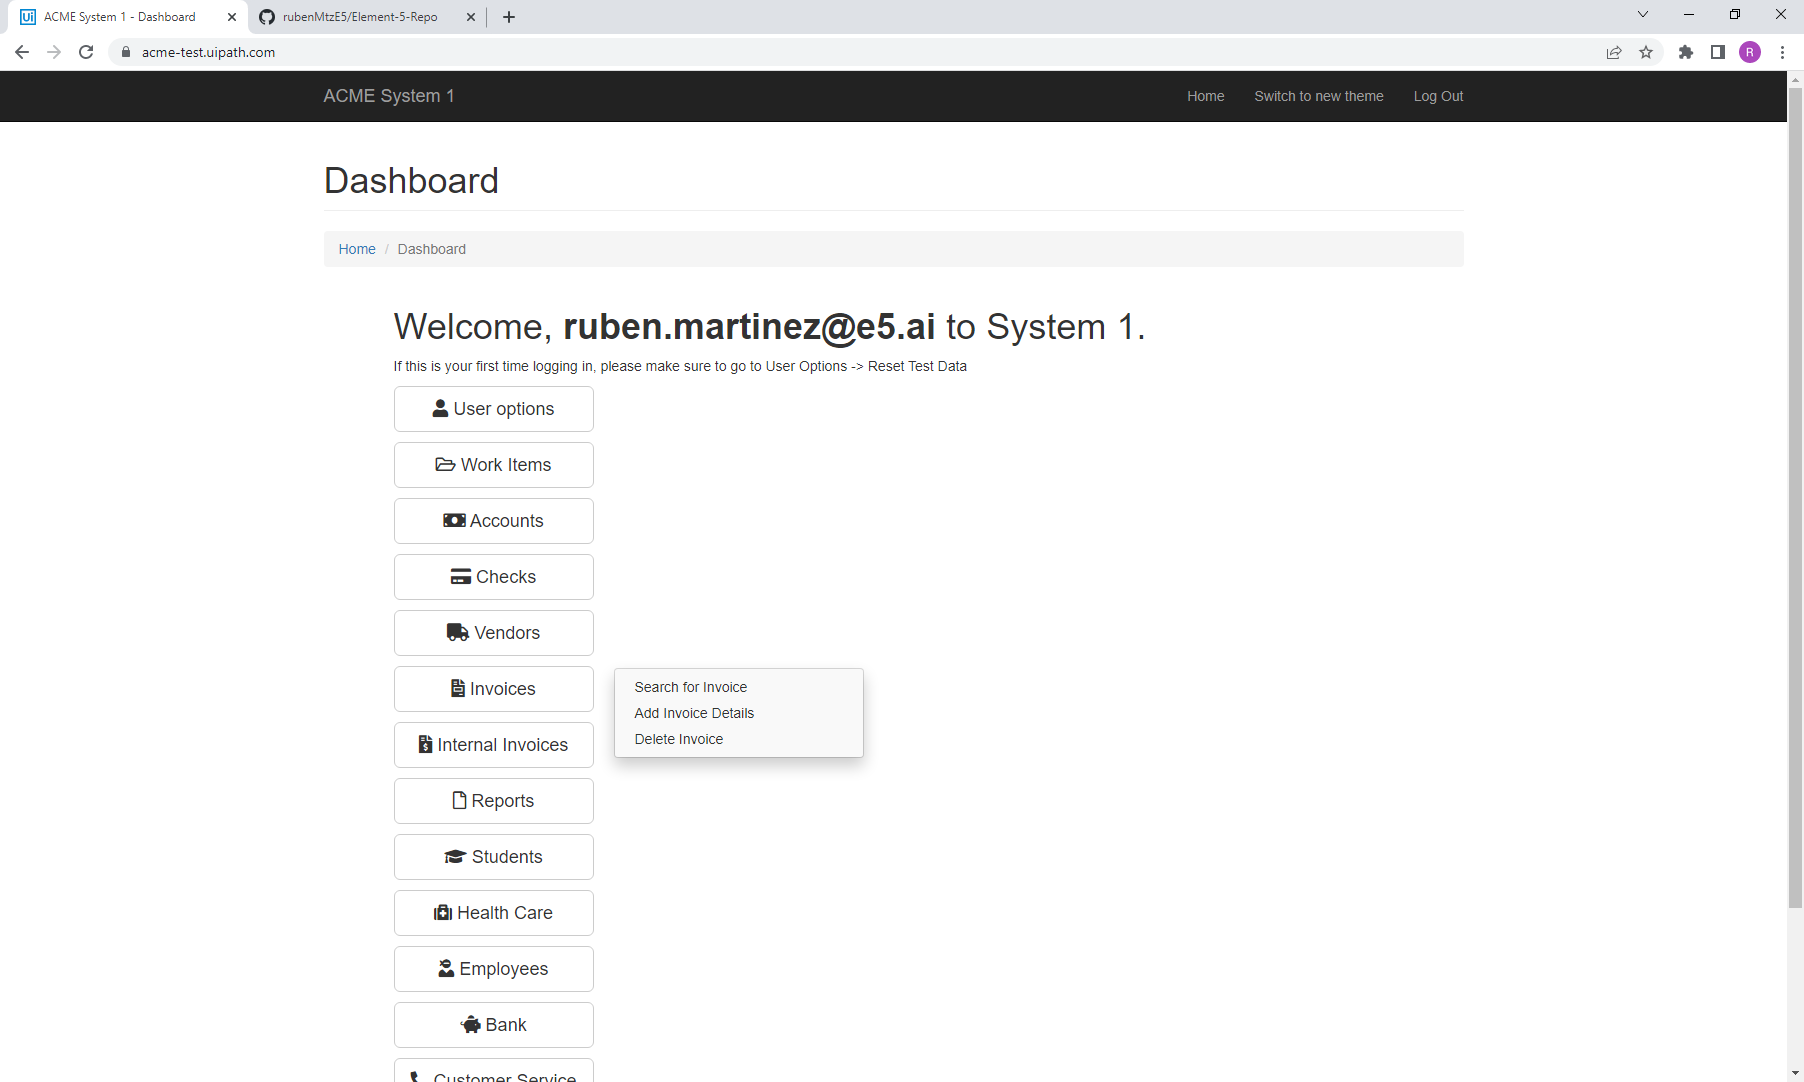 Ui ACME System 1 - Dashboard
rubenMtzE5/Element-5-Repo
acme-test.uipath.com
R
ACME System 1
Home
Switch to new theme
Log Out
Dashboard
Home / Dashboard
Welcome, ruben.martinez@e5.ai to System 1.
If this is your first time logging in, please make sure to go to User Options -> Reset Test Data
User options
Work Items
Accounts
Checks
Vendors
Invoices
Search for Invoice
Add Invoice Details
Delete Invoice
Internal Invoices
Reports
Students
Health Care
Employees
Bank
Customer Service